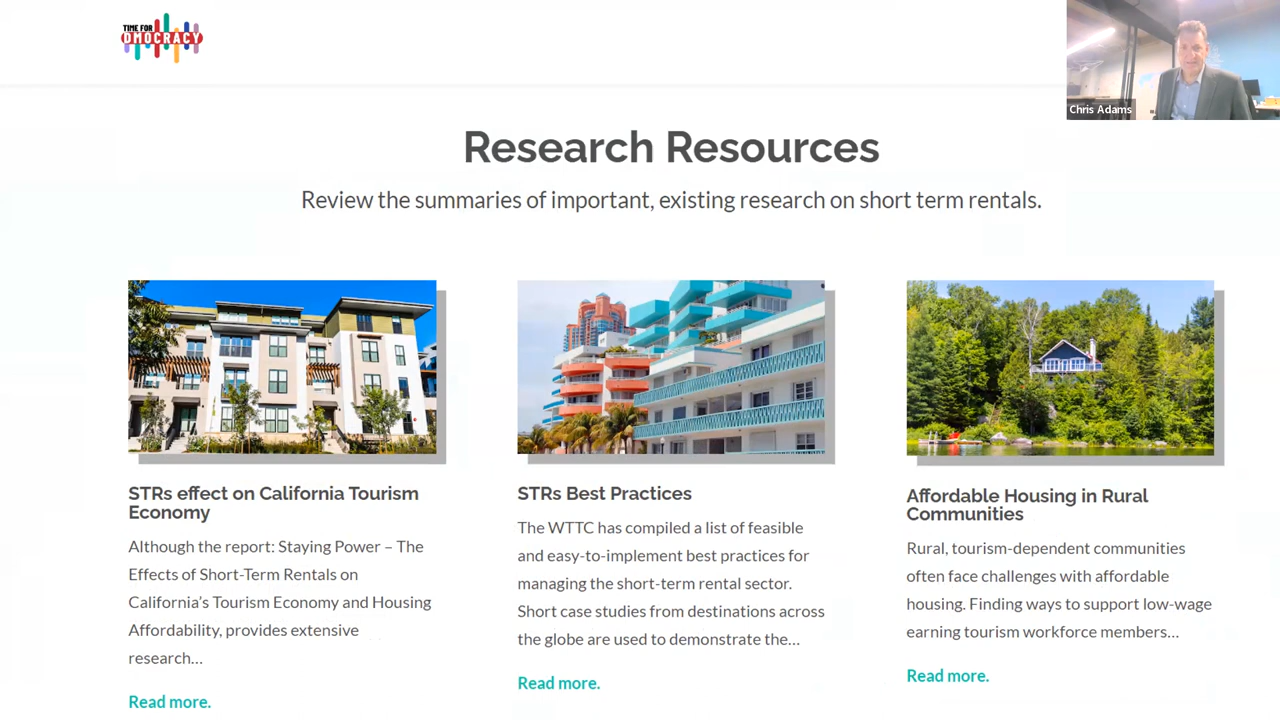 TIME FOR
DMOCRACY
Chris Adams
Research Resources
Review the summaries of important, existing research on short term rentals.
STRs effect on California Tourism
Economy
Although the report: Staying Power – The
Effects of Short-Term Rentals on
California’s Tourism Economy and Housing
Affordability, provides extensive
research...
Read more.
STRs Best Practices
The WTTC has compiled a list of feasible
and easy-to-implement best practices for
managing the short-term rental sector.
Short case studies from destinations across
the globe are used to demonstrate the...
Read more.
Affordable Housing in Rural
Communities
Rural, tourism-dependent communities
often face challenges with affordable
housing. Finding ways to support low-wage
earning tourism workforce members...
Read more.